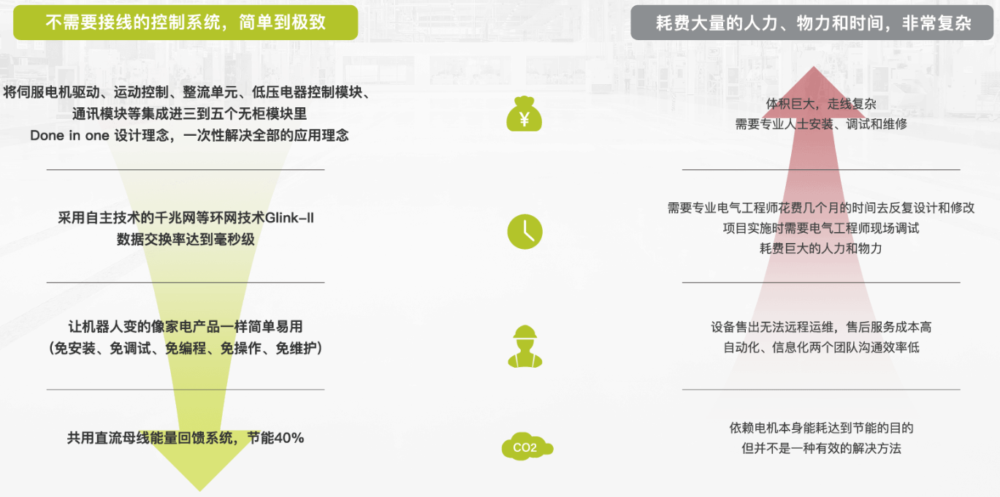 不需要接线的控制系统，简单到极致
耗费大量的人力、物力和时间，非常复杂
将伺服电机驱动、运动控制、整流单元、低压电器控制模块、
通讯模块等集成进三到五个无柜模块里
Done in one 设计理念，一次性解决全部的应用理念
¥
体积巨大，走线复杂
需要专业人士安装、调试和维修
采用自主技术的千兆网等环网技术Glink-II
数据交换率达到毫秒级
需要专业电气工程师花费几个月的时间去反复设计和修改
项目实施时需要电气工程师现场调试
耗费巨大的人力和物力
让机器人变的像家电产品一样简单易用
（免安装、免调试、免编程、免操作、免维护）
设备售出无法远程运维，售后服务成本高
自动化、信息化两个团队沟通效率低
共用直流母线能量回馈系统，节能40%
CO2
依赖电机本身能耗达到节能的目的
但并不是一种有效的解决方法